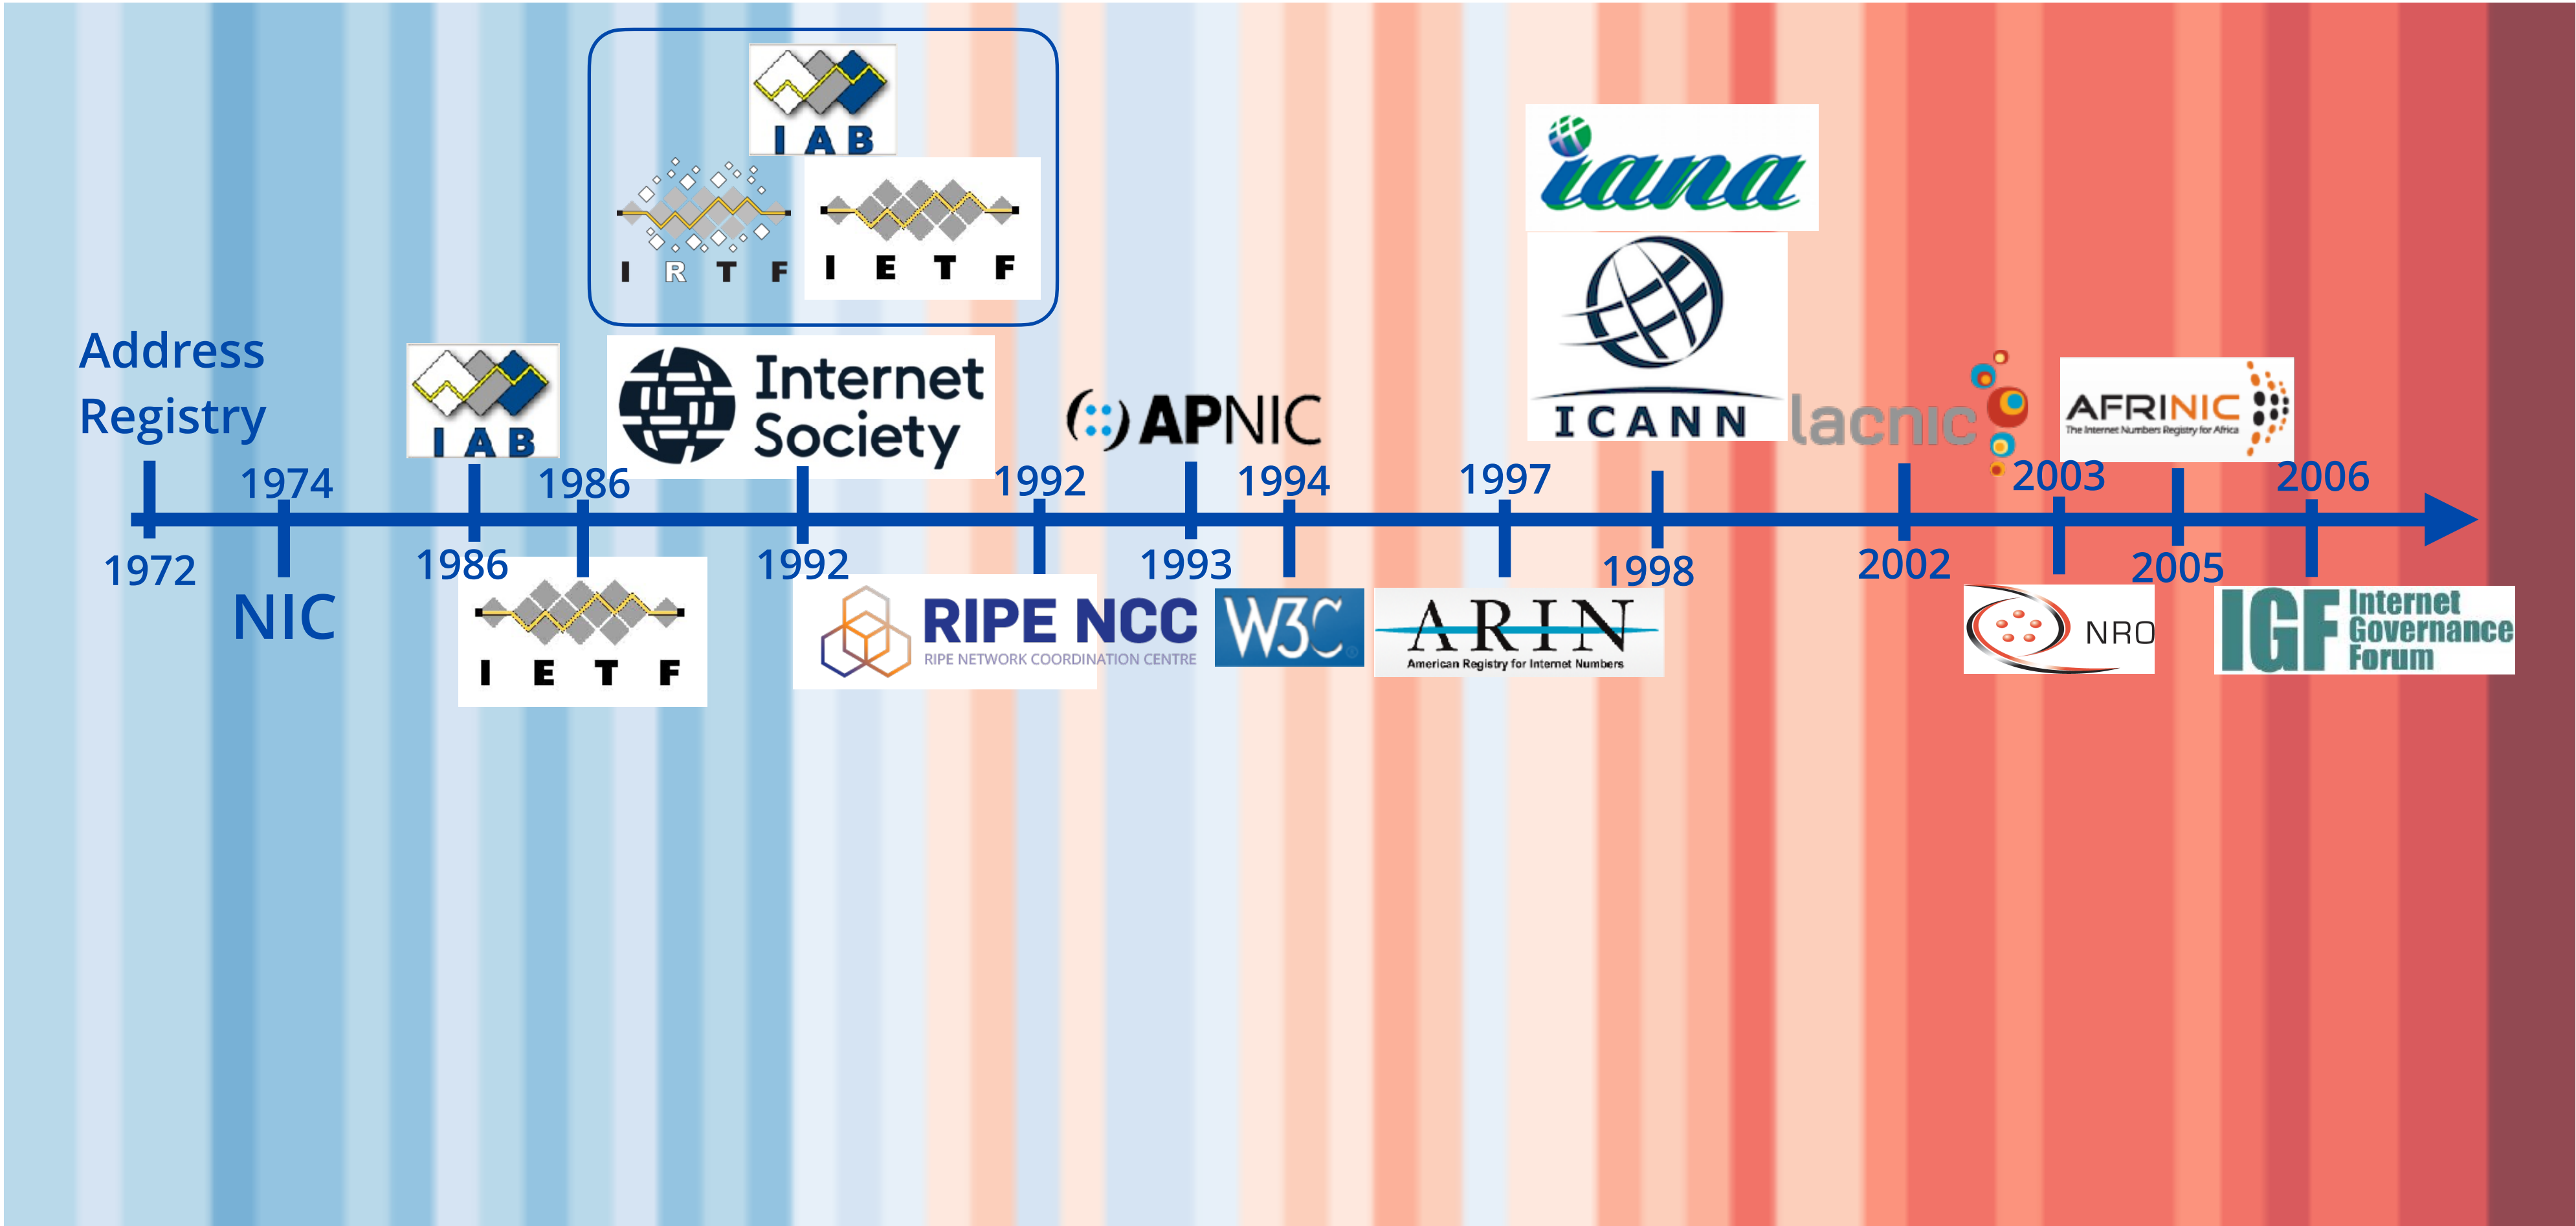 IAB
IRTF
IETF
iana
ICANN
Address
Registry
IAB
Internet
Society
APNIC
lacnic
AFRINIC
The Internet Numbers Registry for Africa
1974
1986
1992
1994
1997
2003
2006
1972
1986
1992
1993
1998
2002
2005
NIC
IETF
RIPE NCC
RIPE NETWORK COORDINATION CENTRE
W3C
ARIN
American Registry for Internet Numbers
NRO
IGF
Internet
Governance
Forum